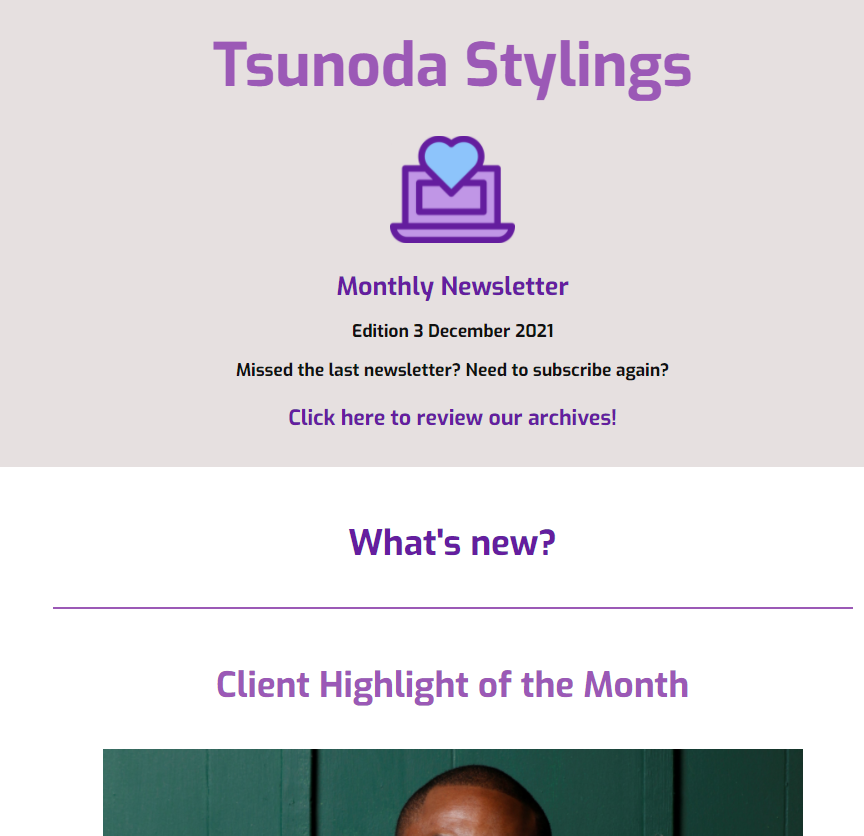 Tsunoda Stylings
Monthly Newsletter
Edition 3 December 2021
Missed the last newsletter? Need to subscribe again?
Click here to review our archives!
What's new?
Client Highlight of the Month